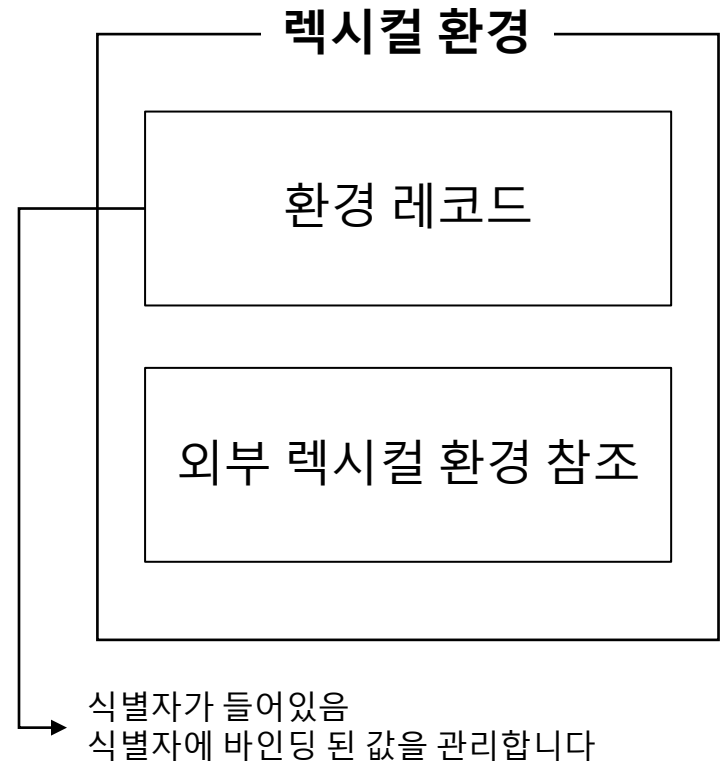 렉시컬 환경
환경 레코드
외부 렉시컬 환경 참조
식별자가 들어있음
식별자에 바인딩 된 값을 관리합니다